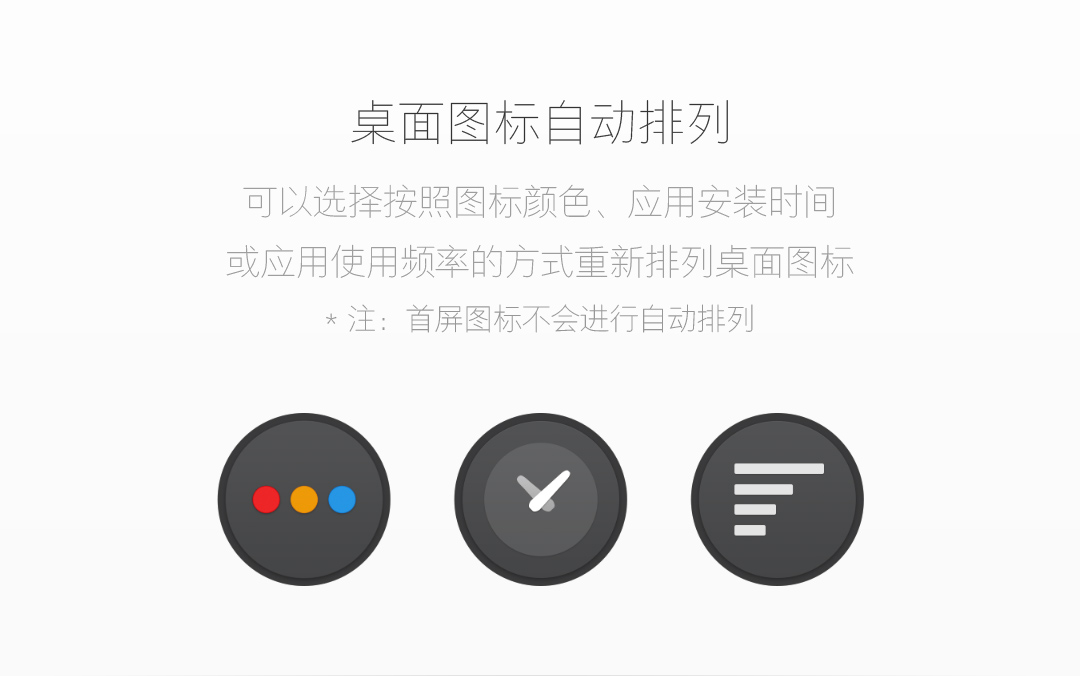 桌面图标自动排列
可以选择按照图标颜色、应用安装时间
或应用使用频率的方式重新排列桌面图标
* 注：首屏图标不会进行自动排列